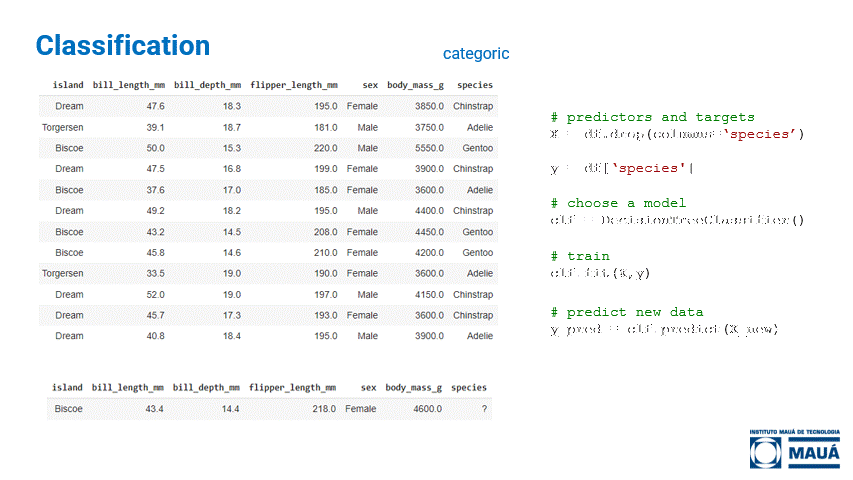 Classification
categoric
island bill_length_mm bill_depth_mm flipper_length_mm sex body_mass_g species
Dream 47.6 18.3 195.0 Female 3850.0 Chinstrap
Torgersen 39.1 18.7 181.0 Male 3750.0 Adelie
Biscoe 50.0 15.3 220.0 Male 5550.0 Gentoo
Dream 47.5 16.8 199.0 Female 3900.0 Chinstrap
Biscoe 37.6 17.0 185.0 Female 3600.0 Adelie
Dream 49.2 18.2 195.0 Male 4400.0 Chinstrap
Biscoe 43.2 14.5 208.0 Female 4450.0 Gentoo
Biscoe 45.8 14.6 210.0 Female 4200.0 Gentoo
Torgersen 33.5 19.0 190.0 Female 3600.0 Adelie
Dream 52.0 19.0 197.0 Male 4150.0 Chinstrap
Dream 45.7 17.3 193.0 Female 3600.0 Chinstrap
Dream 40.8 18.4 195.0 Male 3900.0 Adelie
island bill_length_mm bill_depth_mm flipper_length_mm sex body_mass_g species
Biscoe 43.4 14.4 218.0 Female 4600.0 ?
# predictors and targets
X = df.drop(columns=‘species’)
y = df[‘species'[
# choose a model
clf = DecisionTreeClassifier()
# train
clf.fit(X,y)
# predict new data
y_pred = clf.predict(X_new)
INSTITUTO MAUÁ DE TECNOLOGIA
MAUÁ